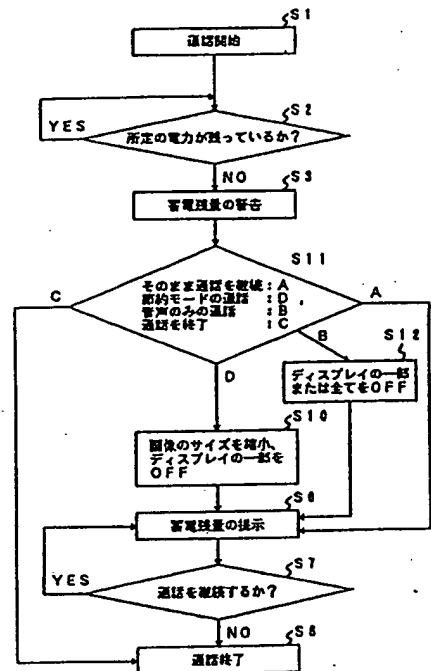 S1
通話開始
S2
所定の電力が残っているか?
YES
NO
S3
蓄電残量の警告
S11
そのまま通話を継続:A
節約モードの通話:D
音声のみの通話:B
通話を終了:C
C
A
B
D
S12
ディスプレイの一部
または全てをOFF
S10
画像のサイズを縮小、
ディスプレイの一部を
OFF
S6
蓄電残量の提示
S7
通話を継続するか?
YES
NO
S8
通話終了